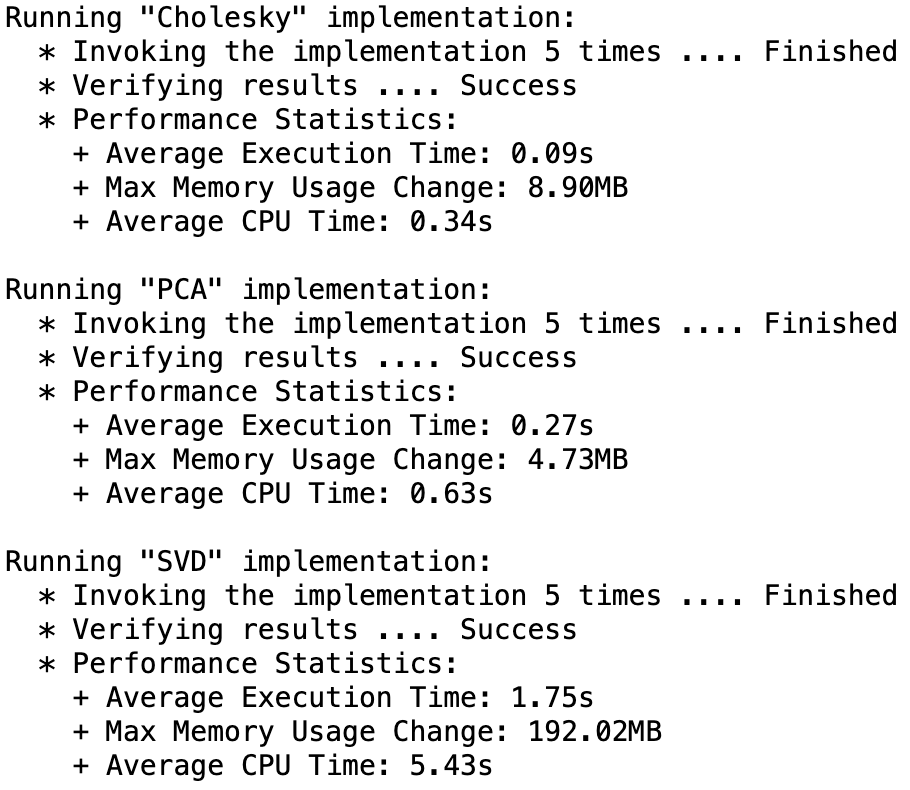 Running "Cholesky" implementation:
  * Invoking the implementation 5 times .... Finished
  * Verifying results .... Success
  * Performance Statistics:
    + Average Execution Time: 0.09s
    + Max Memory Usage Change: 8.90MB
    + Average CPU Time: 0.34s

Running "PCA" implementation:
  * Invoking the implementation 5 times .... Finished
  * Verifying results .... Success
  * Performance Statistics:
    + Average Execution Time: 0.27s
    + Max Memory Usage Change: 4.73MB
    + Average CPU Time: 0.63s

Running "SVD" implementation:
  * Invoking the implementation 5 times .... Finished
  * Verifying results .... Success
  * Performance Statistics:
    + Average Execution Time: 1.75s
    + Max Memory Usage Change: 192.02MB
    + Average CPU Time: 5.43s